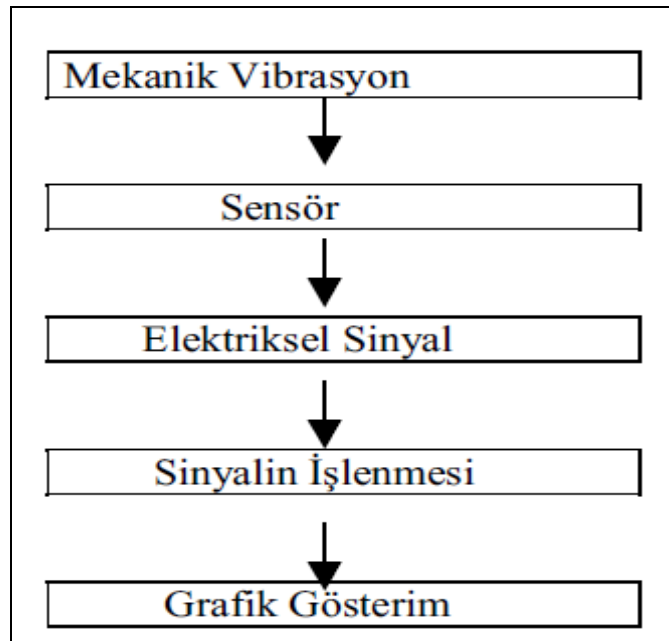 Mekanik Vibrasyon
Sensör
Elektriksel Sinyal
Sinyalin İşlenmesi
Grafik Gösterim